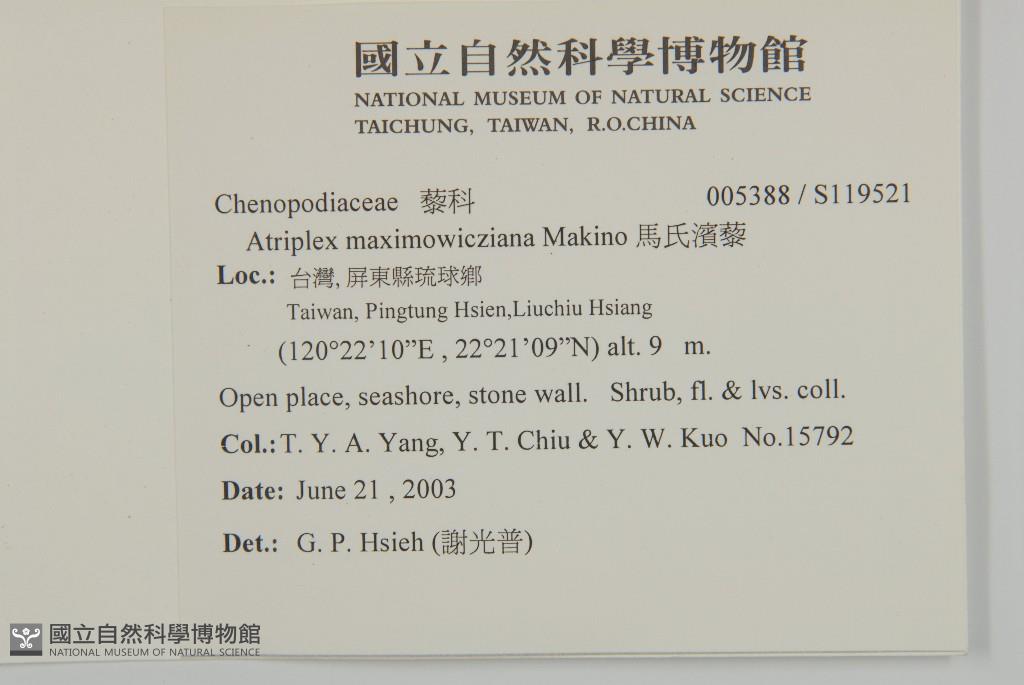 國立自然科學博物館
NATIONAL MUSEUM OF NATURAL SCIENCE
TAICHUNG, TAIWAN, R.O.CHINA
Chenopodiaceae 藜科 005388 / S119521
Atriplex maximowicziana Makino 馬氏濱藜
Loc.: 台灣, 屏東縣琉球鄉
Taiwan, Pingtung Hsien,Liuchiu Hsiang
(120°22’10”E , 22°21’09”N) alt. 9 m.
Open place, seashore, stone wall. Shrub, fl. & lvs. coll.
Col.: T. Y. A. Yang, Y. T. Chiu & Y. W. Kuo No.15792
Date: June 21 , 2003
Det.: G. P. Hsieh (謝光普)
國立自然科學博物館
NATIONAL MUSEUM OF NATURAL SCIENCE